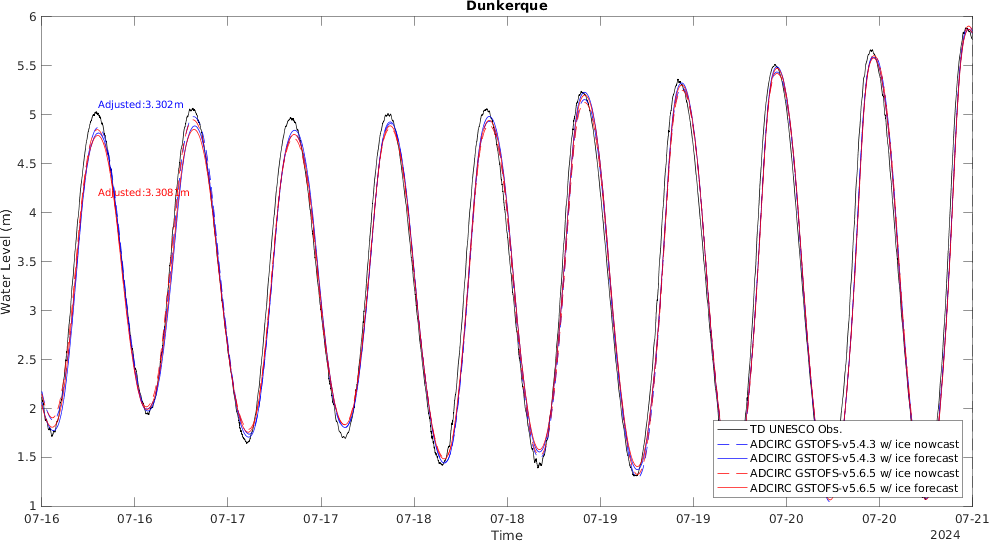 Dunkerque
6
5.5
5
4.5
4
3.5
3
2.5
2
1.5
1
Water Level (m)
Adjusted:3.302m
Adjusted:3.3081m
TD UNESCO Obs.
ADCIRC GSTOFS-v5.4.3 w/ ice nowcast
ADCIRC GSTOFS-v5.4.3 w/ ice forecast
ADCIRC GSTOFS-v5.6.5 w/ ice nowcast
ADCIRC GSTOFS-v5.6.5 w/ ice forecast
07-16 07-16 07-17 07-17 07-18 07-18 07-19 07-19 07-20 07-20 07-21
Time
2024